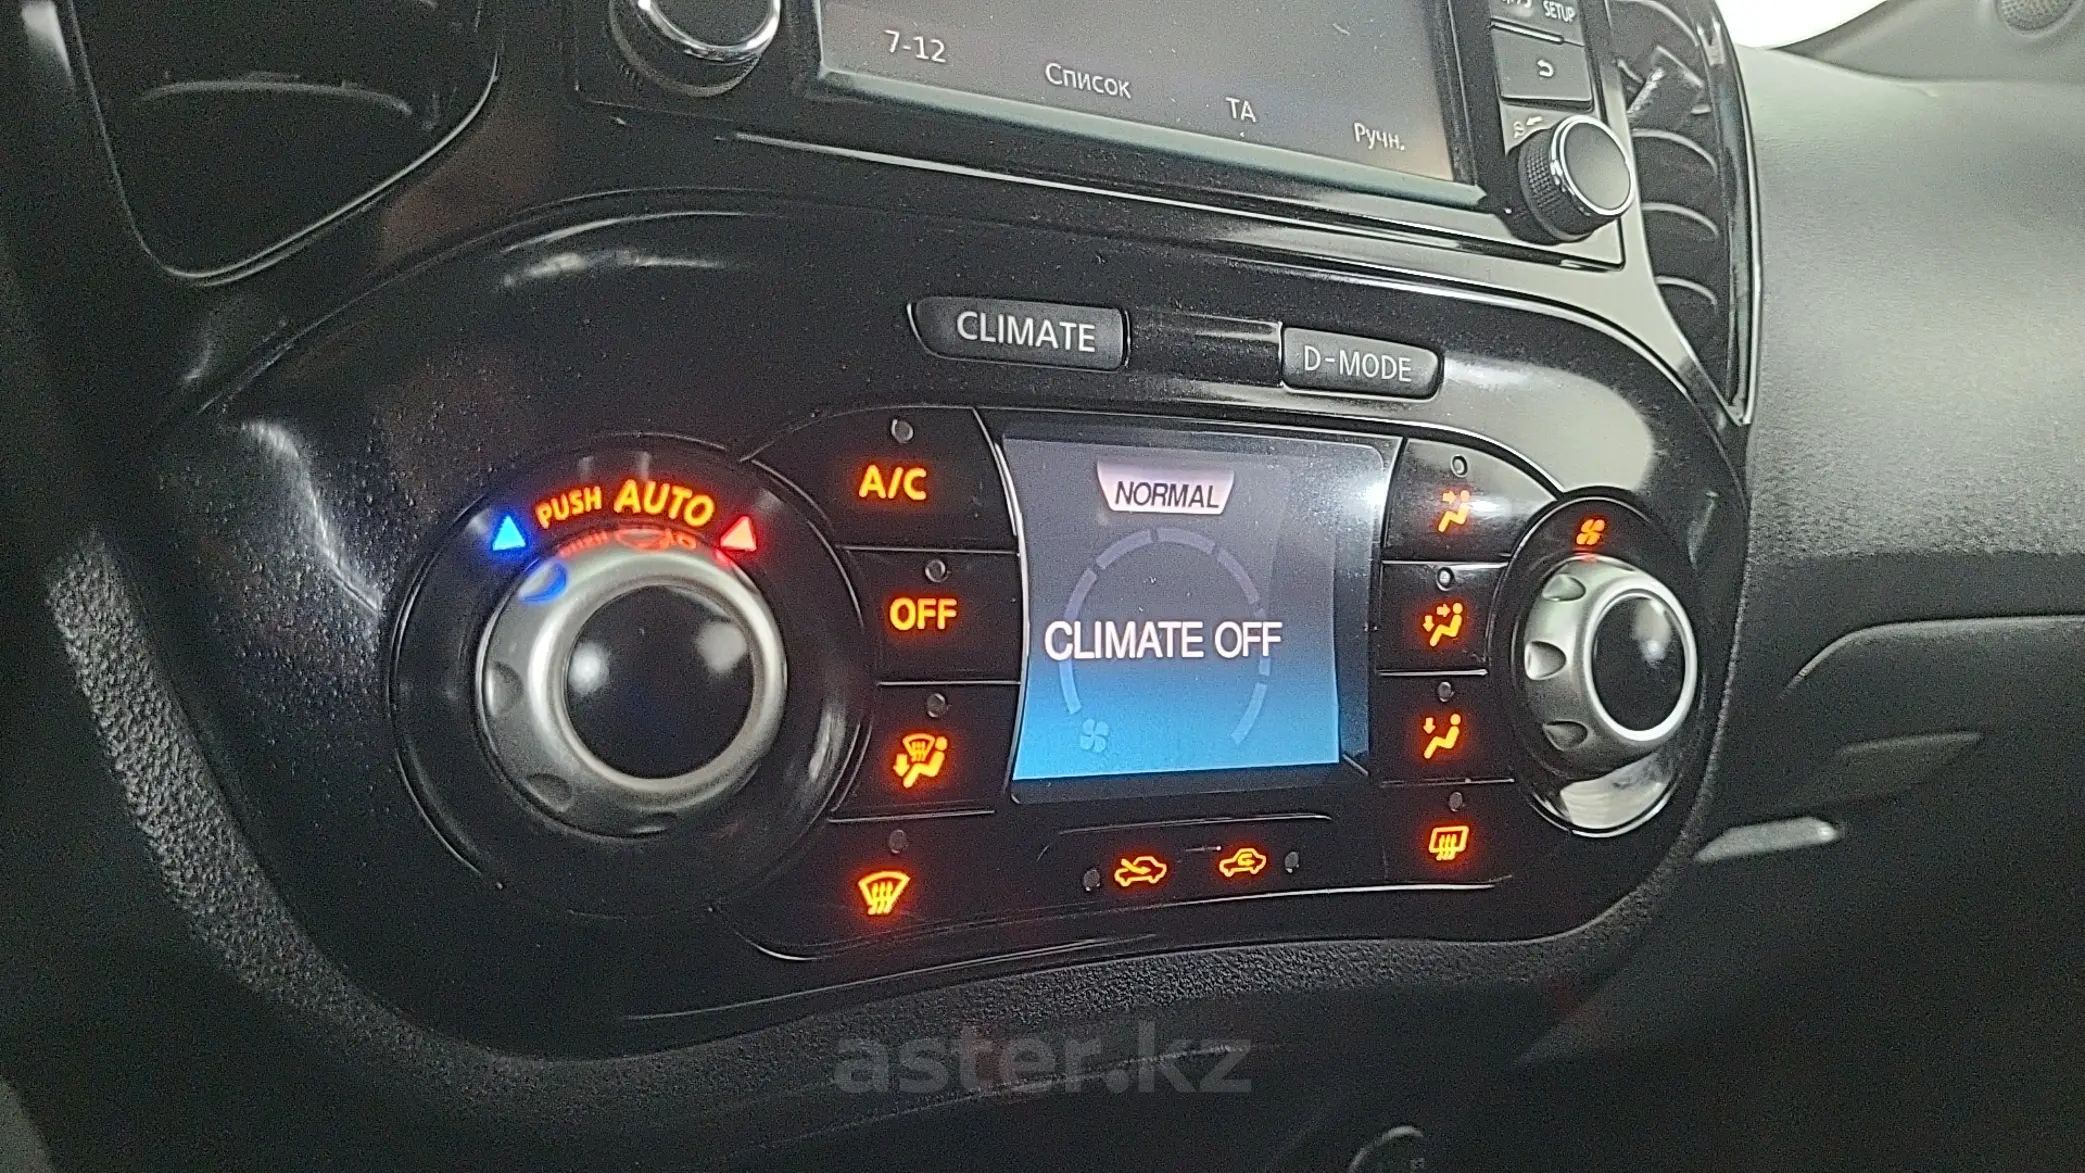 SETUP
7-12
Список
TA
Ручн.
CLIMATE
D-MODE
PUSH AUTO
A/C
NORMAL
OFF
CLIMATE OFF
aster.kz